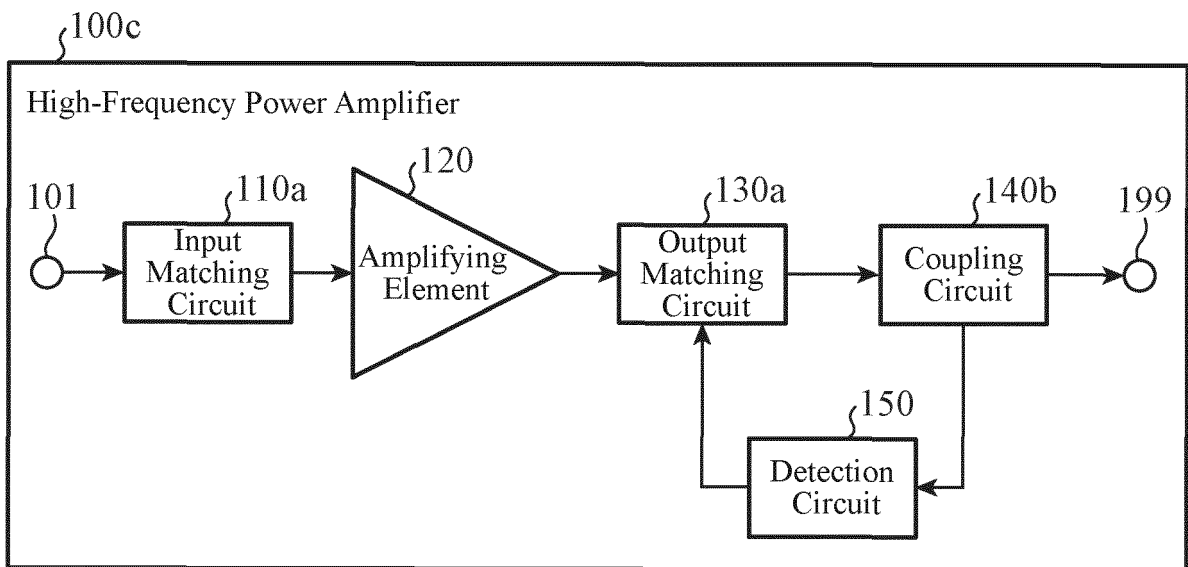 100c
High-Frequency Power Amplifier
101
110a
Input
Matching
Circuit
120
Amplifying
Element
130a
Output
Matching
Circuit
140b
Coupling
Circuit
199
150
Detection
Circuit